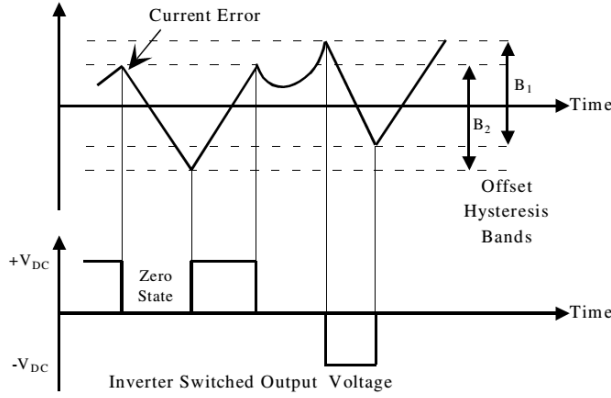 Current Error
B1
Time
B2
Offset
Hysteresis
Bands
+VDC
Zero
State
Time
-VDC
Inverter Switched Output Voltage